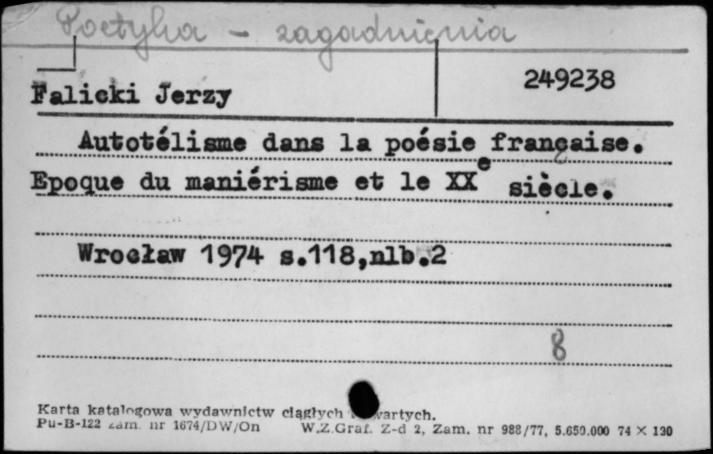 Poetyka - zagadnienia
Falicki Jerzy 249238
Autotélisme dans la poésie française.
Epoque du maniérisme et le XXe siècle.
Wrocław 1974 s.118,nlb.2
8
Karta katalogowa wydawnictw ciągłych zwartych.
Pu-B-122 zam. nr 1674/DW/On W.Z.Graf. Z-d 2, Zam. nr 988/77, 5.650.000 74 × 130